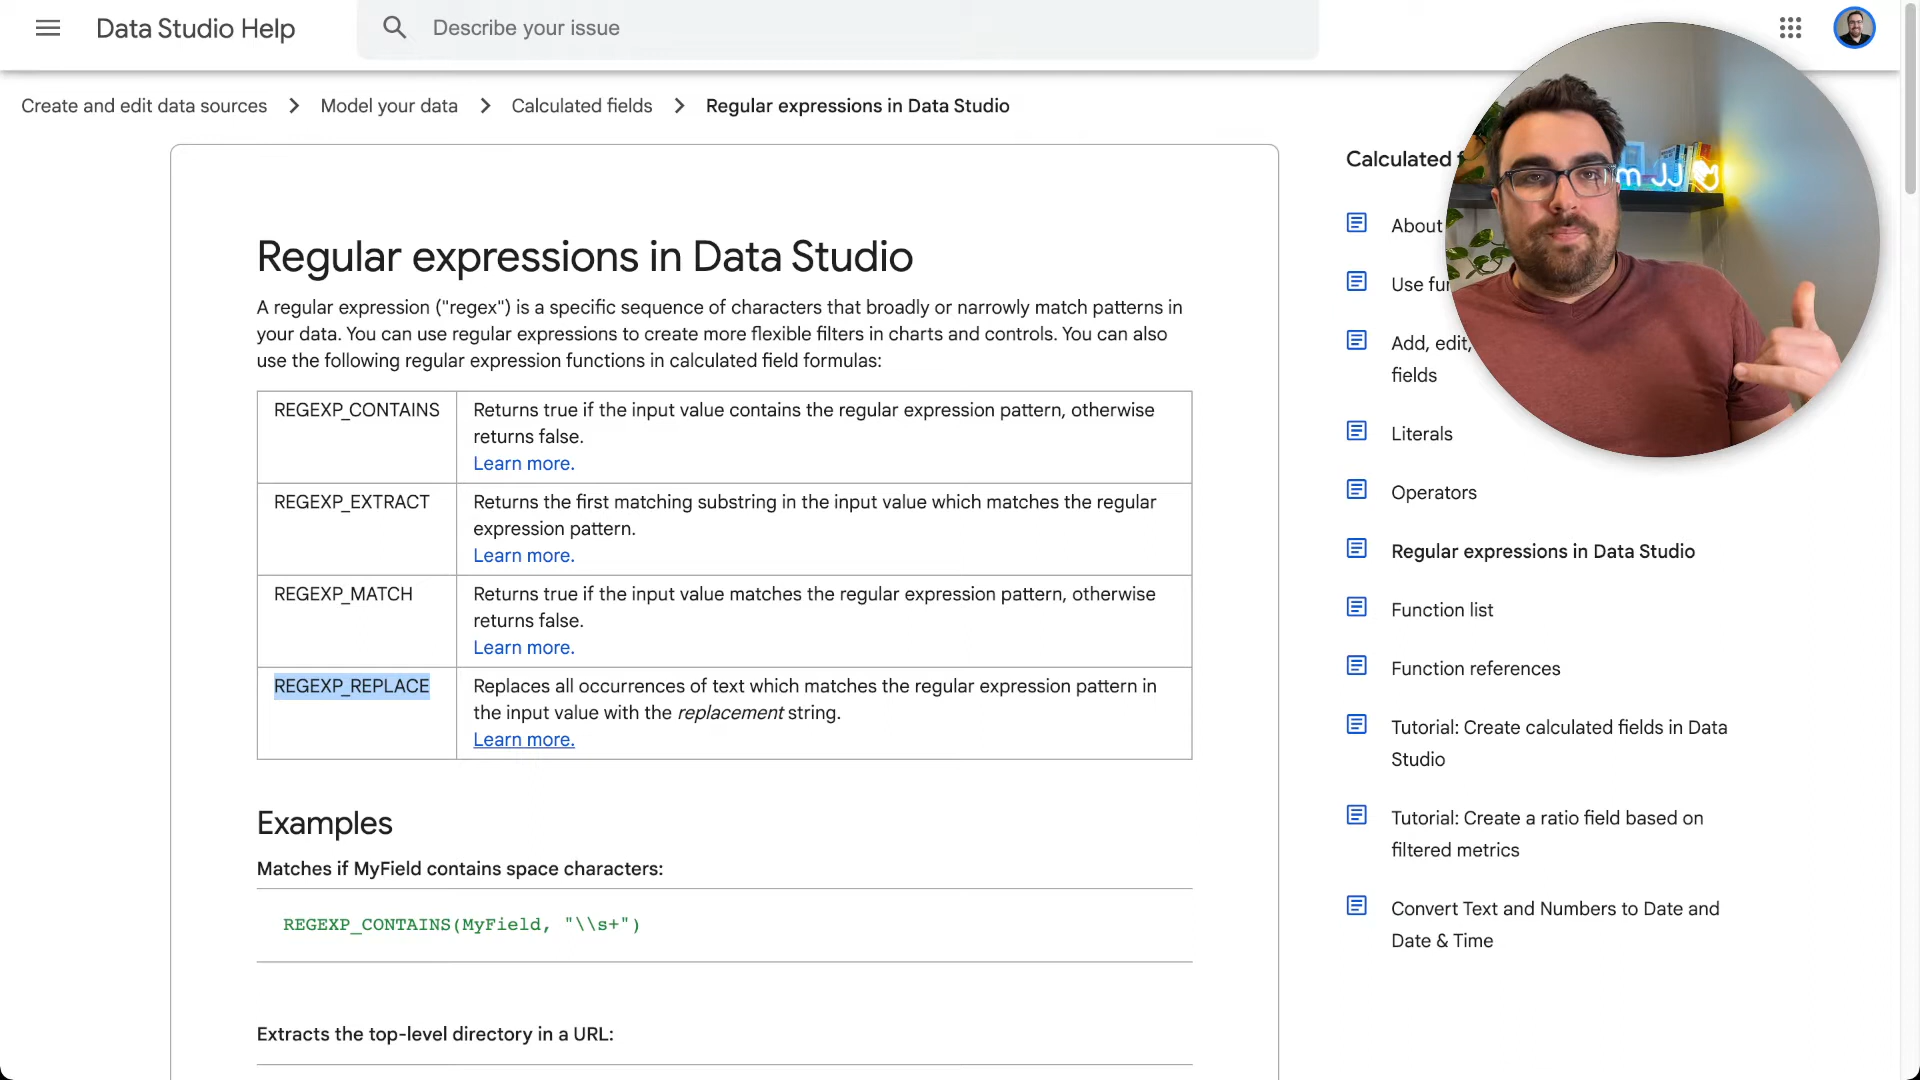 Data Studio Help
Describe your issue
Create and edit data sources
Model your data
Calculated fields
Regular expressions in Data Studio
Regular expressions in Data Studio
A regular expression ("regex") is a specific sequence of characters that broadly or narrowly match patterns in
your data. You can use regular expressions to create more flexible filters in charts and controls. You can also
use the following regular expression functions in calculated field formulas:
REGEXP_CONTAINS
Returns true if the input value contains the regular expression pattern, otherwise
returns false.
Learn more.
REGEXP_EXTRACT
Returns the first matching substring in the input value which matches the regular
expression pattern.
Learn more.
REGEXP_MATCH
Returns true if the input value matches the regular expression pattern, otherwise
returns false.
Learn more.
REGEXP_REPLACE
Replaces all occurrences of text which matches the regular expression pattern in
the input value with the replacement string.
Learn more.
Examples
Matches if MyField contains space characters:
REGEXP_CONTAINS(MyField, "\\s+")
Extracts the top-level directory in a URL:
Calculated
About
Use
Add, edit,
fields
Literals
Operators
Regular expressions in Data Studio
Function list
Function references
Tutorial: Create calculated fields in Data
Studio
Tutorial: Create a ratio field based on
filtered metrics
Convert Text and Numbers to Date and
Date & Time
JJ